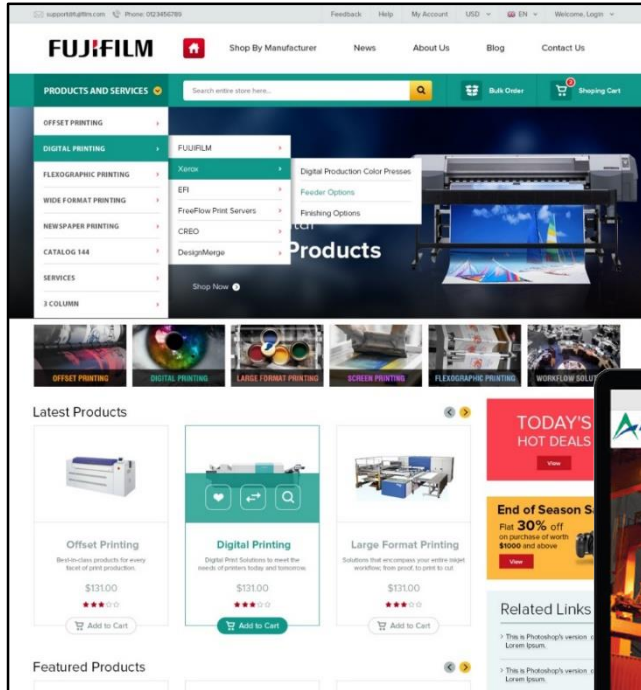 support@fujifilm.com Phone: 0123456789 Feedback Help My Account USD EN Welcome, Login
FUJIFILM Shop By Manufacturer News About Us Blog Contact Us
PRODUCTS AND SERVICES Search entire store here... Bulk Order 2 Shoping Cart
OFFSET PRINTING
DIGITAL PRINTING FUJIFILM
FLEXOGRAPHIC PRINTING Xerox Digital Production Color Presses
WIDE FORMAT PRINTING EFI Feeder Options
NEWSPAPER PRINTING FreeFlow Print Servers Finishing Options
CATALOG 144 CREO
SERVICES DesignMerge Products
3 COLUMN Shop Now
OFFSET PRINTING DIGITAL PRINTING LARGE FORMAT PRINTING SCREEN PRINTING FLEXOGRAPHIC PRINTING WORKFLOW
Latest Products
Offset Printing
Best-in-class products for every
facet of print production.
$131.00
Add to Cart
Digital Printing
Digital Print Solutions to meet the
needs of printers today and tomorrow.
$131.00
Add to Cart
Large Format Printing
Solutions that encompass your entire inkjet
workflow, from proof, to print to cut
$131.00
Add to Cart
TODAY'S
HOT DEALS
View
End of Season
Flat 30% off
on purchase of worth
$1000 and above
View
Related Links
> This is Photoshop's version
Lorem Ipsum.
> This is Photoshop's version
Lorem Ipsum.
Featured Products